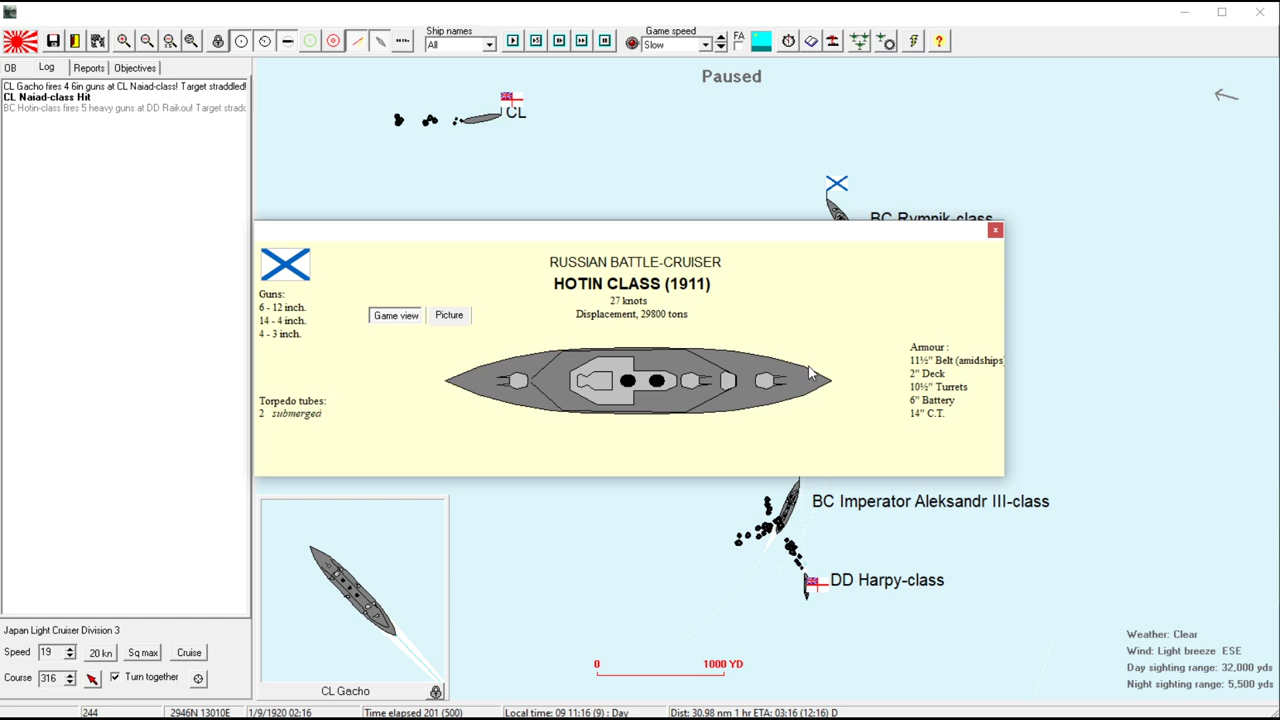 Ship names
Game speed
All
Slow
FA
OB
Log
Reports
Objectives
CL Gacho fires 4 6in guns at CL Naiad-class! Target straddled!
CL Naiad-class Hit
BC Hotin-class fires 5 heavy guns at DD Raikou! Target stradd
Paused
CL
BC Rymnik-class
RUSSIAN BATTLE-CRUISER
HOTIN CLASS (1911)
27 knots
Displacement, 29800 tons
Guns:
6 - 12 inch.
14 - 4 inch.
4 - 3 inch.
Game view
Picture
Armour :
11½" Belt (amidships)
2" Deck
10½" Turrets
6" Battery
14" C.T.
Torpedo tubes:
2 submerged
BC Imperator Aleksandr III-class
DD Harpy-class
Japan Light Cruiser Division 3
Speed 19 20 kn Sq max Cruise
Course 316 Turn together
CL Gacho
0 1000 YD
Weather: Clear
Wind: Light breeze ESE
Day sighting range: 32,000 yds
Night sighting range: 5,500 yds
244 2946N 13010E 1/9/1920 02:16 Time elapsed 201 (500) Local time: 09 11:16 (9) : Day Dist: 30.98 nm 1 hr ETA: 03:16 (12:16) D